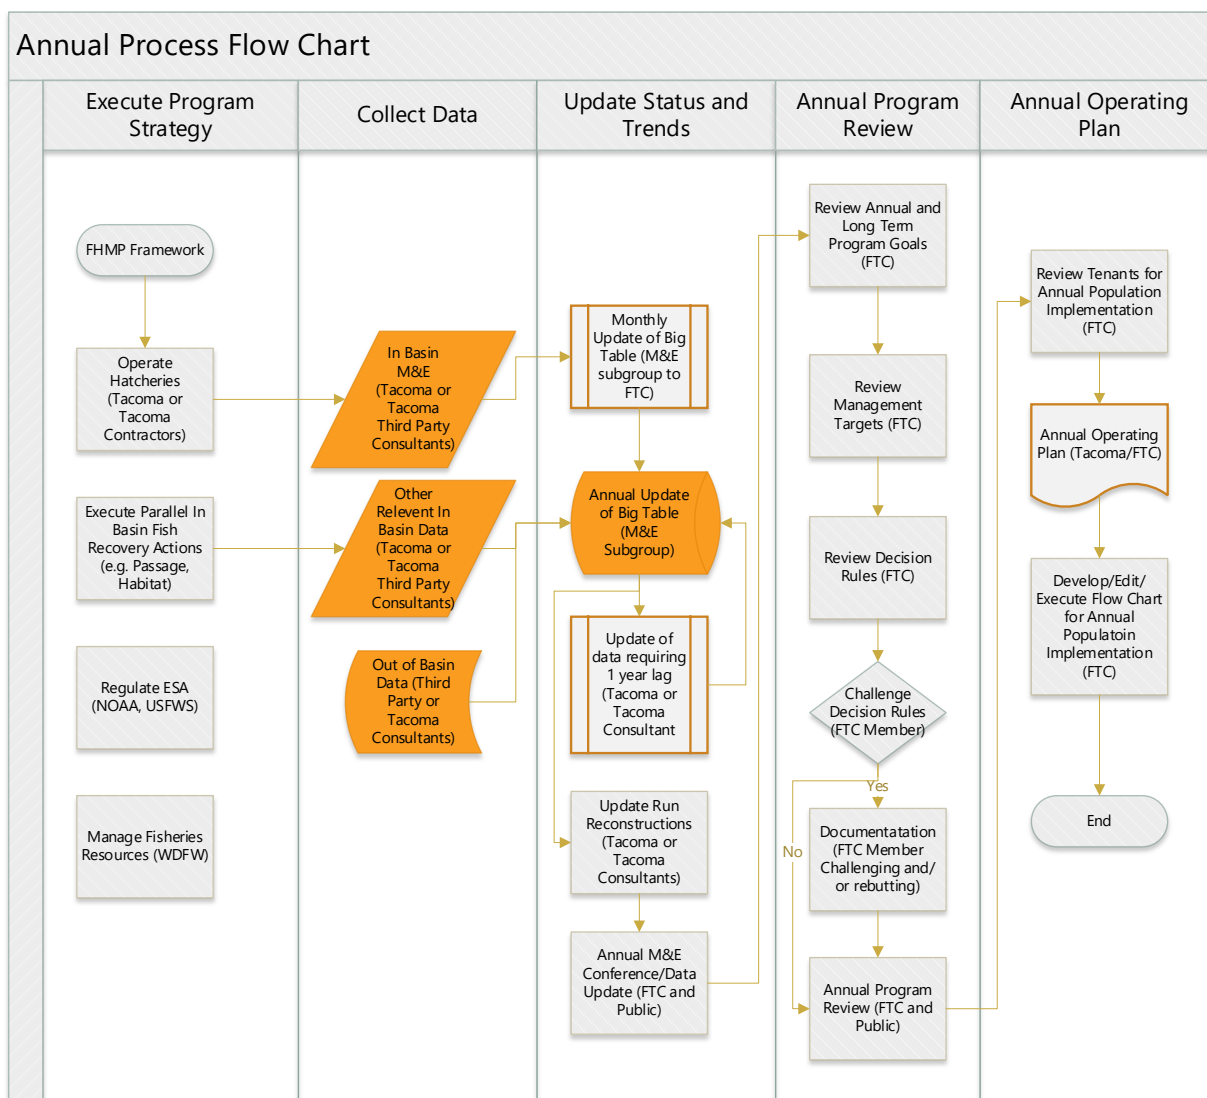 Annual Process Flow Chart
Execute Program
Strategy
Collect Data
Update Status and
Trends
Annual Program
Review
Annual Operating
Plan
FHMP Framework
Operate
Hatcheries
(Tacoma or
Tacoma
Contractors)
Execute Parallel In
Basin Fish
Recovery Actions
(e.g. Passage,
Habitat)
Regulate ESA
(NOAA, USFWS)
Manage Fisheries
Resources (WDFW)
In Basin
M&E
(Tacoma or
Tacoma
Third Party
Consultants)
Other
Relevent In
Basin Data
(Tacoma or
Tacoma
Third Party
Consultants)
Out of Basin
Data (Third
Party or
Tacoma
Consultants)
Monthly
Update of Big
Table (M&E
subgroup to
FTC)
Annual Update
of Big Table
(M&E
Subgroup)
Update of
data requiring
1 year lag
(Tacoma or
Tacoma
Consultant
Update Run
Reconstructions
(Tacoma or
Tacoma
Consultants)
Annual M&E
Conference/Data
Update (FTC and
Public)
Review Annual and
Long Term
Program Goals
(FTC)
Review
Management
Targets (FTC)
Review Decision
Rules (FTC)
Challenge
Decision Rules
(FTC Member)
Yes
No
Documentatation
(FTC Member
Challenging and/
or rebutting)
Annual Program
Review (FTC and
Public)
Review Tenants for
Annual Population
Implementation
(FTC)
Annual Operating
Plan (Tacoma/FTC)
Develop/Edit/
Execute Flow Chart
for Annual
Populatoin
Implementation
(FTC)
End